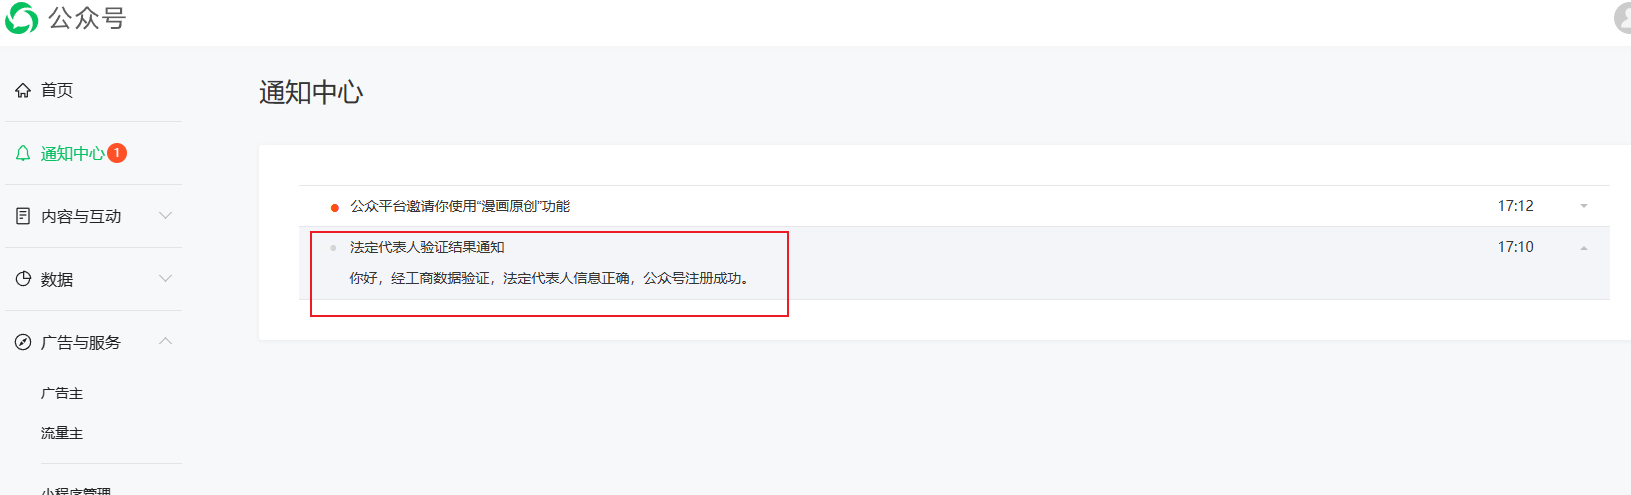 公众号
首页
通知中心 1
内容与互动
数据
广告与服务
广告主
流量主
小程序管理
通知中心
公众平台邀请你使用“漫画原创”功能 17:12
法定代表人验证结果通知 17:10
你好，经工商数据验证，法定代表人信息正确，公众号注册成功。